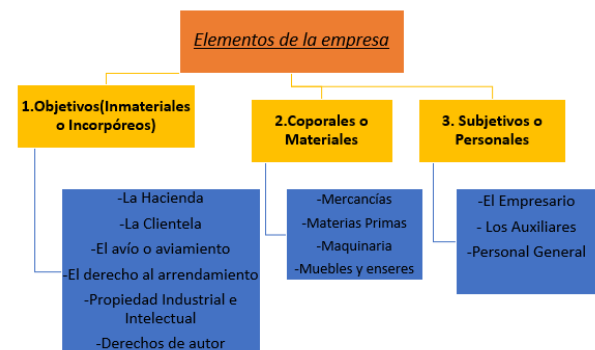 Elementos de la empresa
1.Objetivos(Inmateriales
o Incorpóreos)
2.Coporales o
Materiales
3. Subjetivos o
Personales
-La Hacienda
-La Clientela
-El avío o aviamiento
-El derecho al arrendamiento
-Propiedad Industrial e
Intelectual
-Derechos de autor
-Mercancías
-Materias Primas
-Maquinaria
-Muebles y enseres
-El Empresario
- Los Auxiliares
-Personal General